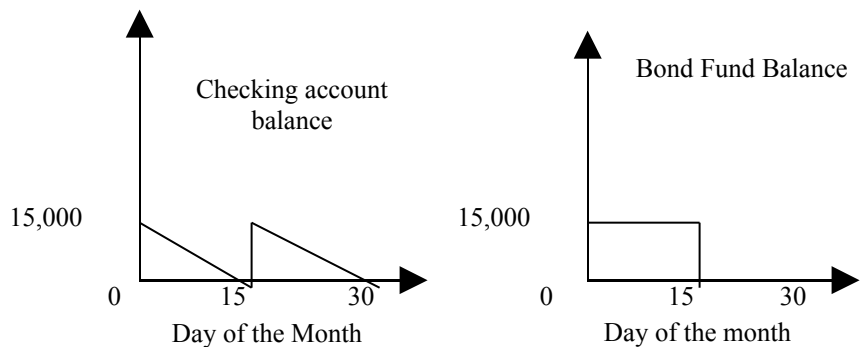 Checking account
balance
15,000
0
15
30
Day of the Month
Bond Fund Balance
15,000
0
15
30
Day of the month